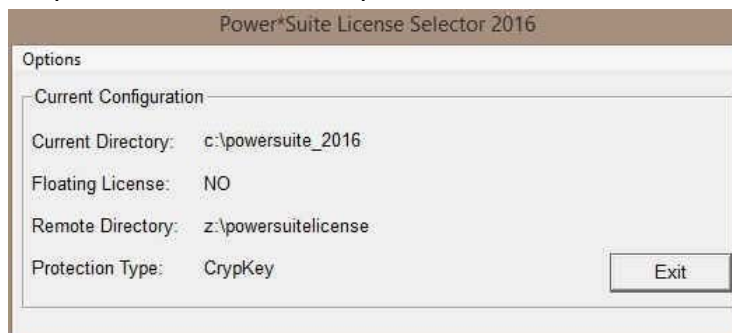 Power*Suite License Selector 2016
Options
Current Configuration
Current Directory: c:\powersuite_2016
Floating License: NO
Remote Directory: z:\powersuitelicense
Protection Type: CrypKey
Exit